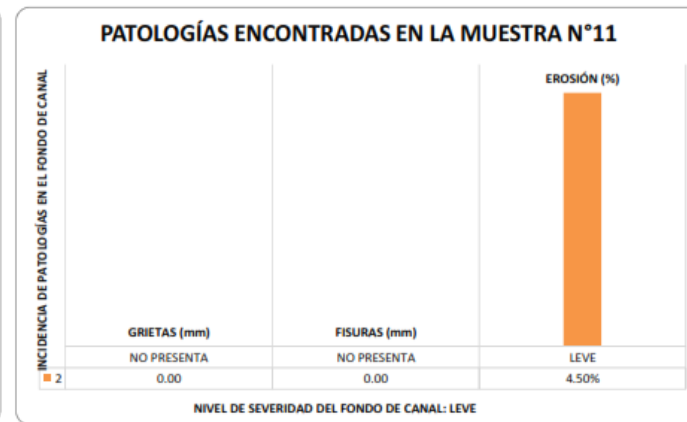 PATOLOGÍAS ENCONTRADAS EN LA MUESTRA N°11
INCIDENCIA DE PATOLOGÍAS EN EL FONDO DE CANAL
EROSIÓN (%)
GRIETAS (mm) FISURAS (mm)
NO PRESENTA NO PRESENTA LEVE
2 0.00 0.00 4.50%
NIVEL DE SEVERIDAD DEL FONDO DE CANAL: LEVE